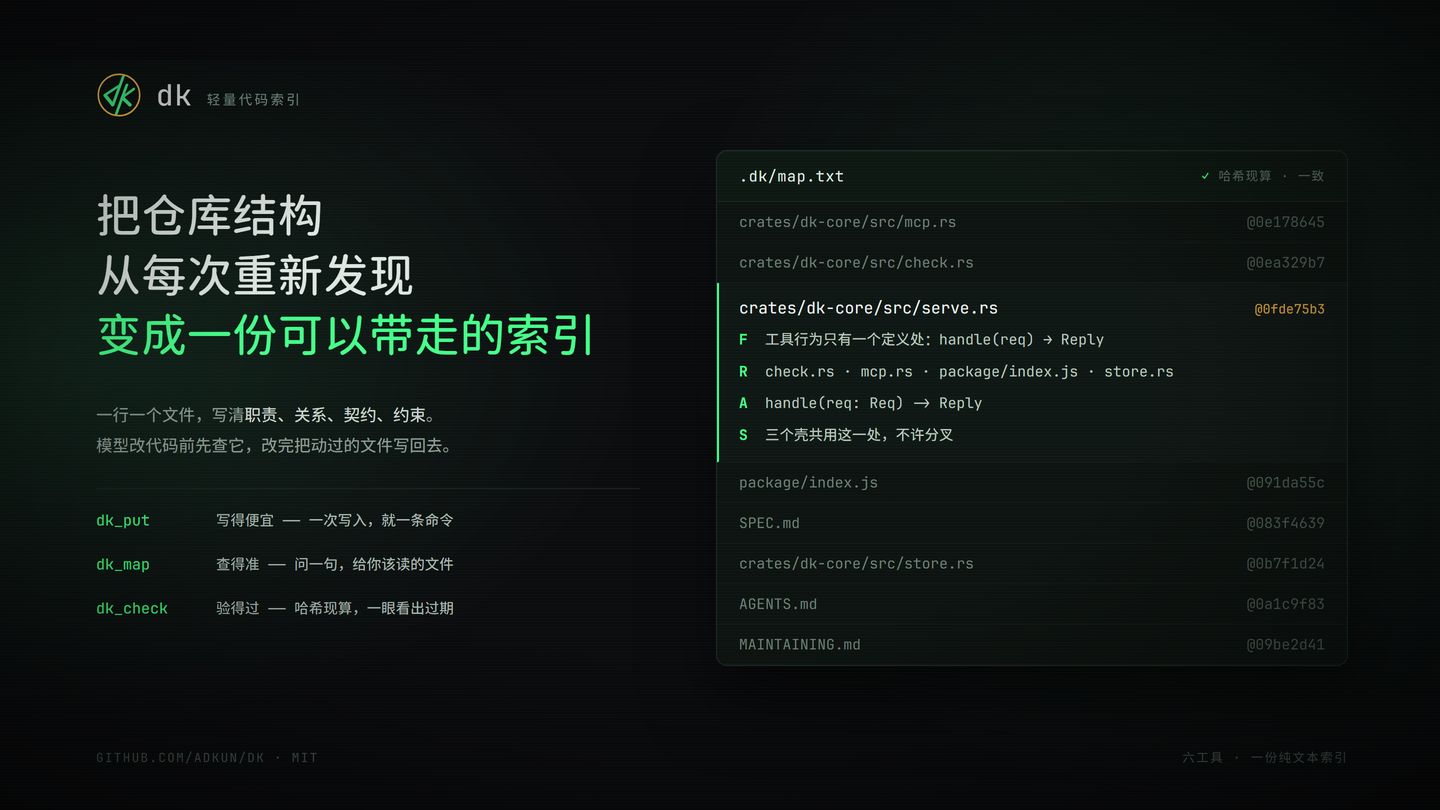 dk 轻量代码索引
把仓库结构
从每次重新发现
变成一份可以带走的索引
一行一个文件，写清职责、关系、契约、约束。
模型改代码前先查它，改完把动过的文件写回去。
dk_put 写得便宜 —— 一次写入，就一条命令
dk_map 查得准 —— 问一句，给你该读的文件
dk_check 验得过 —— 哈希现算，一眼看出过期
.dk/map.txt ✓ 哈希现算 · 一致
crates/dk-core/src/mcp.rs @0e178645
crates/dk-core/src/check.rs @0ea329b7
crates/dk-core/src/serve.rs @0fde75b3
F 工具行为只有一个定义处：handle(req) → Reply
R check.rs · mcp.rs · package/index.js · store.rs
A handle(req: Req) ⟶ Reply
S 三个壳共用这一处，不许分叉
package/index.js @091da55c
SPEC.md @083f4639
crates/dk-core/src/store.rs @0b7f1d24
AGENTS.md @0a1c9f83
MAINTAINING.md @09be2d41
GITHUB.COM/ADKUN/DK · MIT
六工具 · 一份纯文本索引